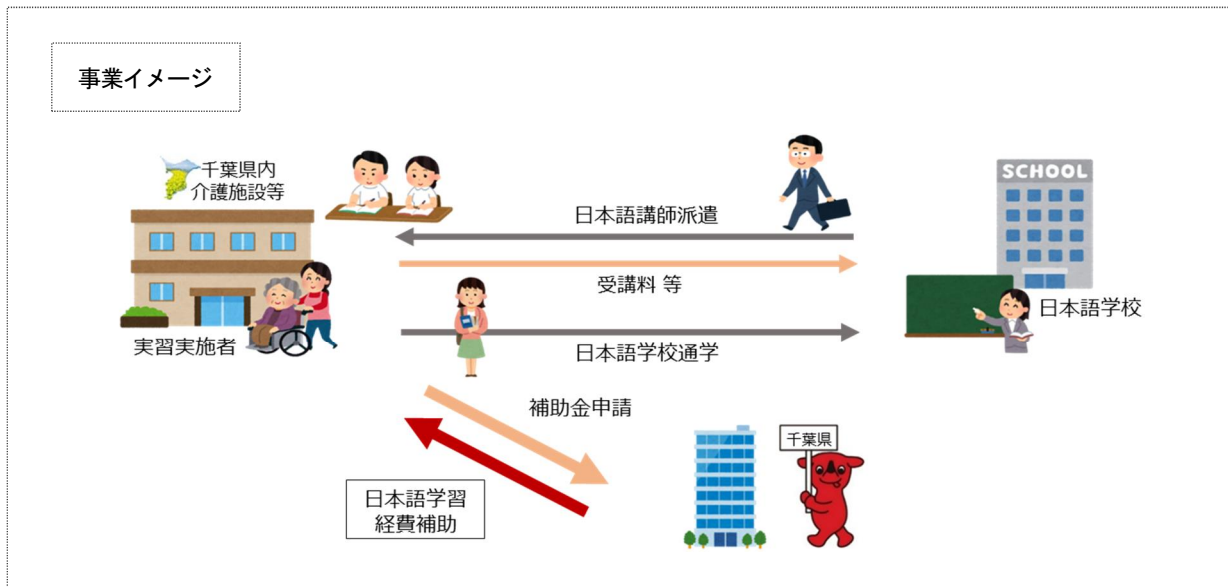 事業イメージ
千葉県内
介護施設等
SCHOOL
日本語講師派遣
受講料 等
日本語学校
実習実施者
日本語学校通学
補助金申請
千葉県
日本語学習
経費補助